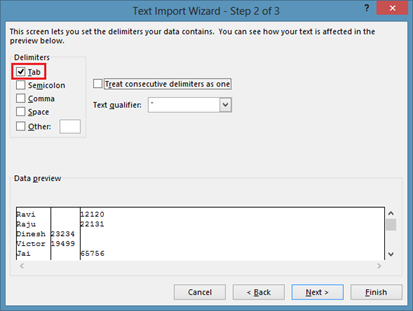 Text Import Wizard - Step 2 of 3
?
This screen lets you set the delimiters your data contains. You can see how your text is affected in the
preview below.
Delimiters
Tab
Semicolon
Comma
Space
Other:
Treat consecutive delimiters as one
Text qualifier: "
Data preview
Ravi 12120
Raju 22131
Dinesh 23234
Victor 19499
Jai 65756
Cancel < Back Next > Finish